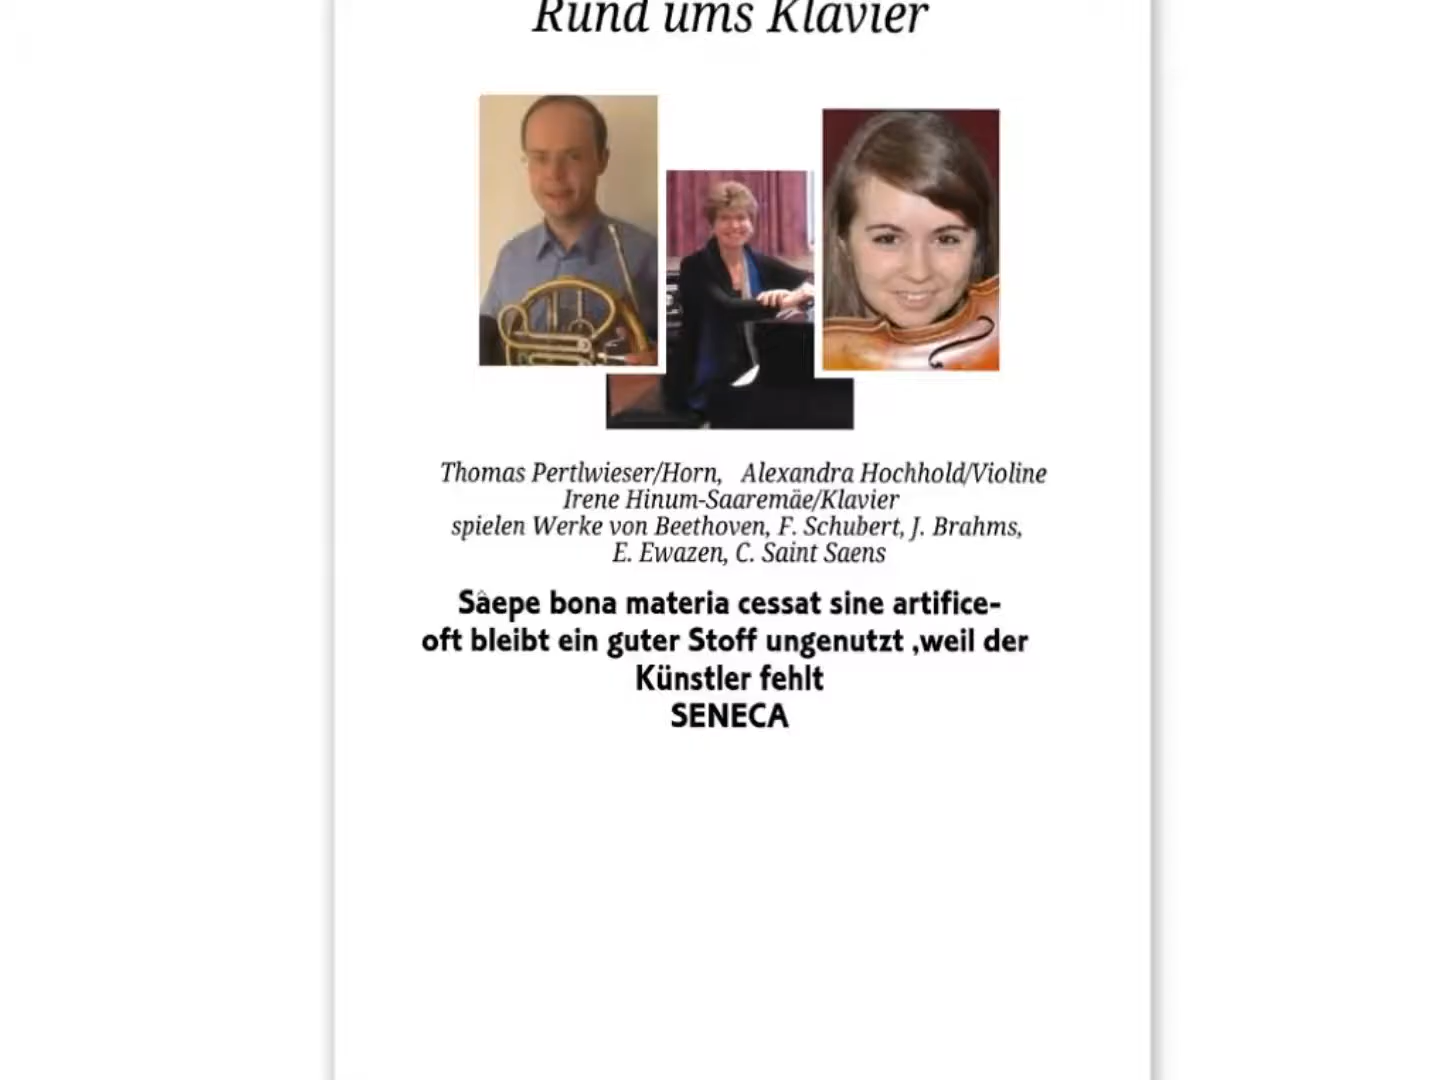 Rund ums Klavier
Thomas Pertlwieser/Horn, Alexandra Hochhold/Violine
Irene Hinum-Saaremäe/Klavier
spielen Werke von Beethoven, F. Schubert, J. Brahms,
E. Ewazen, C. Saint Saens
Sâepe bona materia cessat sine artifice-
oft bleibt ein guter Stoff ungenutzt ,weil der
Künstler fehlt
SENECA